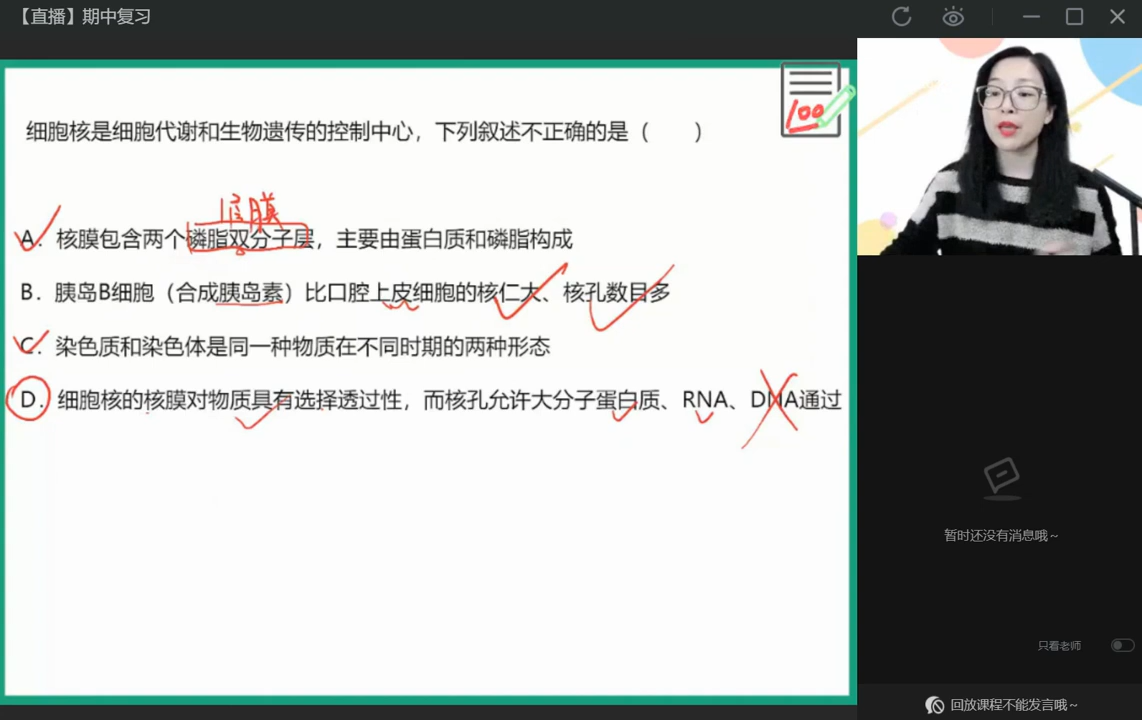 【直播】期中复习
100
细胞核是细胞代谢和生物遗传的控制中心，下列叙述不正确的是（　　）
1层膜
A．核膜包含两个磷脂双分子层，主要由蛋白质和磷脂构成
B．胰岛B细胞（合成胰岛素）比口腔上皮细胞的核仁大、核孔数目多
C．染色质和染色体是同一种物质在不同时期的两种形态
D．细胞核的核膜对物质具有选择透过性，而核孔允许大分子蛋白质、RNA、DNA通过
暂时还没有消息哦～
只看老师
回放课程不能发言哦～